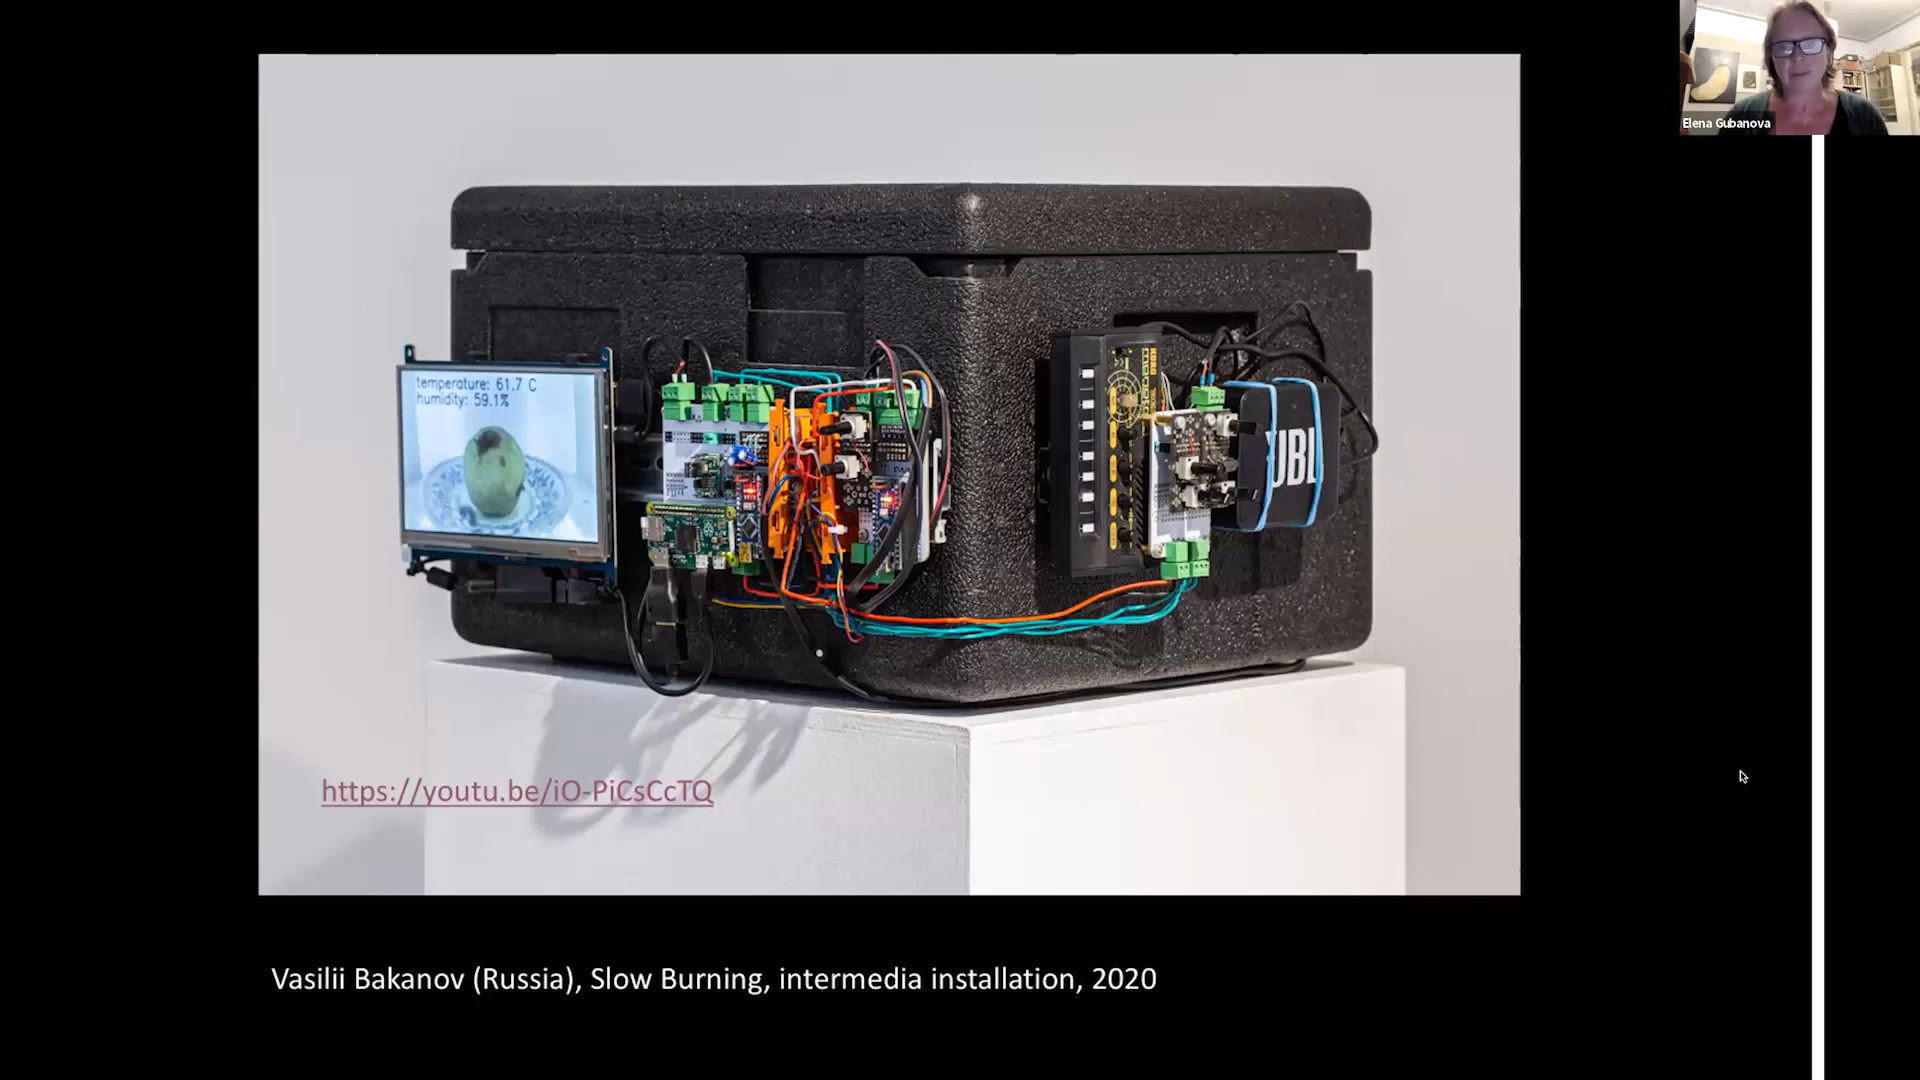 Elena Gubanova
temperature: 61.7 C
humidity: 59.1%
KORG
JBL
https://youtu.be/iO-PiCsCcTQ
Vasilii Bakanov (Russia), Slow Burning, intermedia installation, 2020